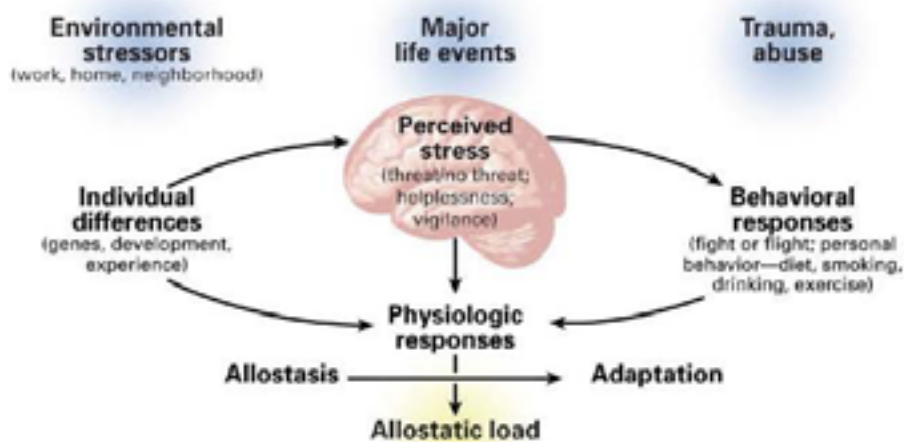 Environmental
stressors
(work, home, neighborhood)
Major
life events
Trauma,
abuse
Perceived
stress
(threat/no threat;
helplessness;
vigilance)
Individual
differences
(genes, development,
experience)
Behavioral
responses
(fight or flight; personal
behavior—diet, smoking,
drinking, exercise)
Physiologic
responses
Allostasis
Adaptation
Allostatic load